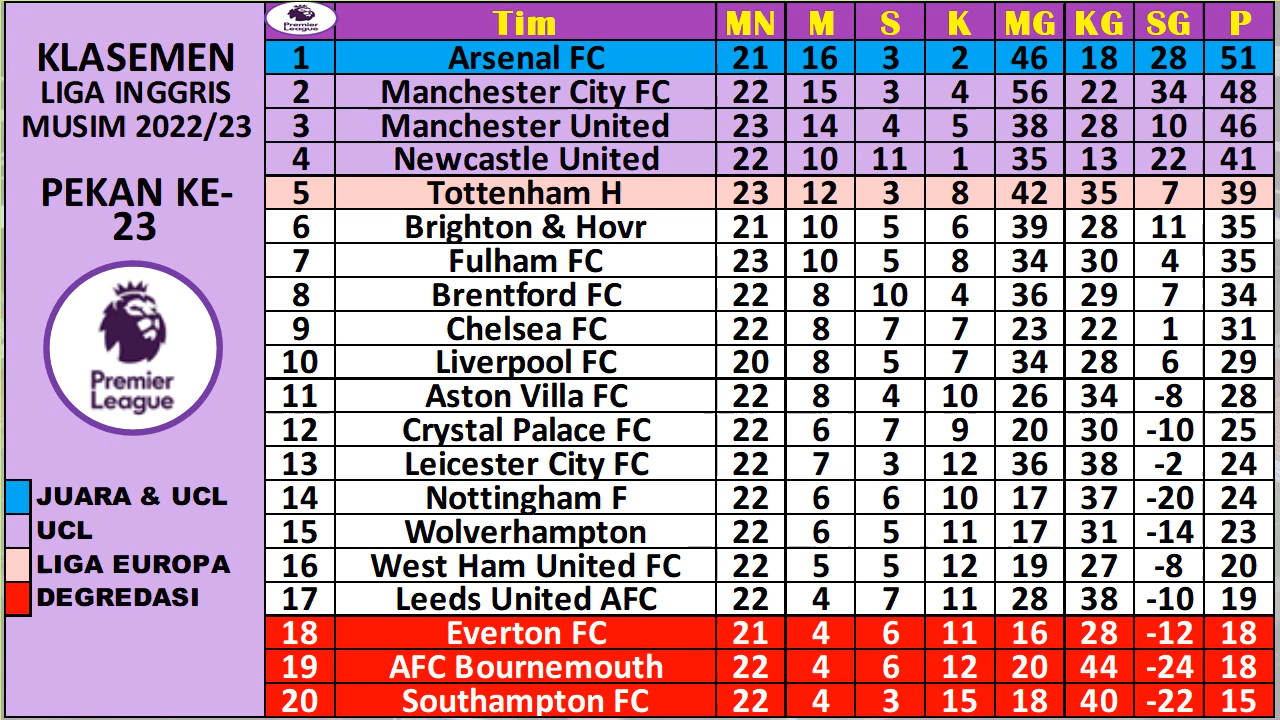 KLASEMEN
LIGA INGGRIS
MUSIM 2022/23
PEKAN KE-
23
Premier
League
JUARA & UCL
UCL
LIGA EUROPA
DEGREDASI
Premier
League Tim MN M S K MG KG SG P
1 Arsenal FC 21 16 3 2 46 18 28 51
2 Manchester City FC 22 15 3 4 56 22 34 48
3 Manchester United 23 14 4 5 38 28 10 46
4 Newcastle United 22 10 11 1 35 13 22 41
5 Tottenham H 23 12 3 8 42 35 7 39
6 Brighton & Hovr 21 10 5 6 39 28 11 35
7 Fulham FC 23 10 5 8 34 30 4 35
8 Brentford FC 22 8 10 4 36 29 7 34
9 Chelsea FC 22 8 7 7 23 22 1 31
10 Liverpool FC 20 8 5 7 34 28 6 29
11 Aston Villa FC 22 8 4 10 26 34 -8 28
12 Crystal Palace FC 22 6 7 9 20 30 -10 25
13 Leicester City FC 22 7 3 12 36 38 -2 24
14 Nottingham F 22 6 6 10 17 37 -20 24
15 Wolverhampton 22 6 5 11 17 31 -14 23
16 West Ham United FC 22 5 5 12 19 27 -8 20
17 Leeds United AFC 22 4 7 11 28 38 -10 19
18 Everton FC 21 4 6 11 16 28 -12 18
19 AFC Bournemouth 22 4 6 12 20 44 -24 18
20 Southampton FC 22 4 3 15 18 40 -22 15